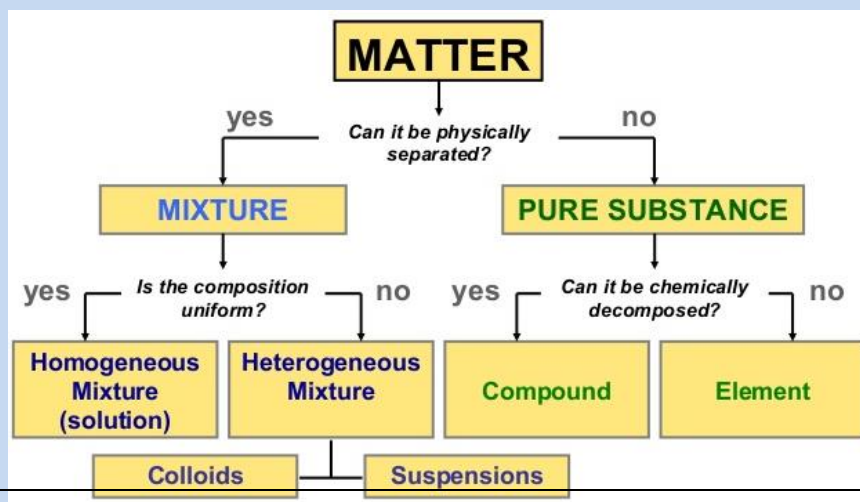 MATTER
yes
Can it be physically
separated?
no
MIXTURE
PURE SUBSTANCE
yes
Is the composition
uniform?
no
yes
Can it be chemically
decomposed?
no
Homogeneous
Mixture
(solution)
Heterogeneous
Mixture
Compound
Element
Colloids
Suspensions